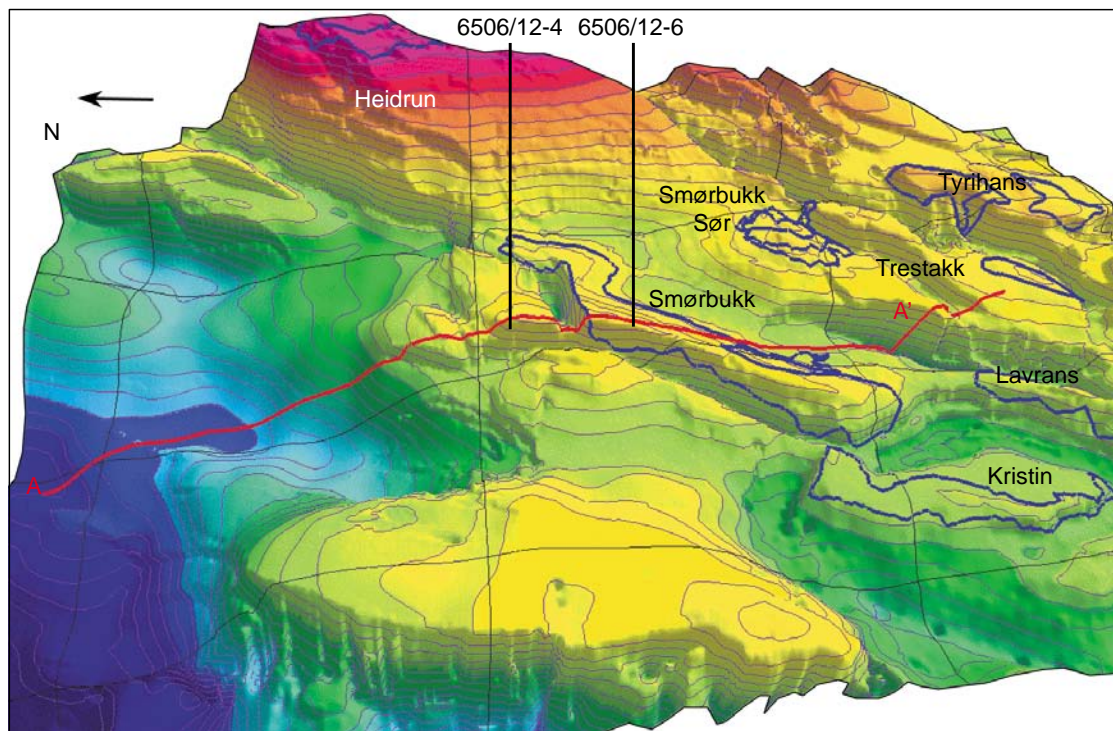 6506/12-4 6506/12-6
Heidrun
N
Tyrihans
Smørbukk
Sør
Trestakk
Smørbukk
A'
Lavrans
A
Kristin